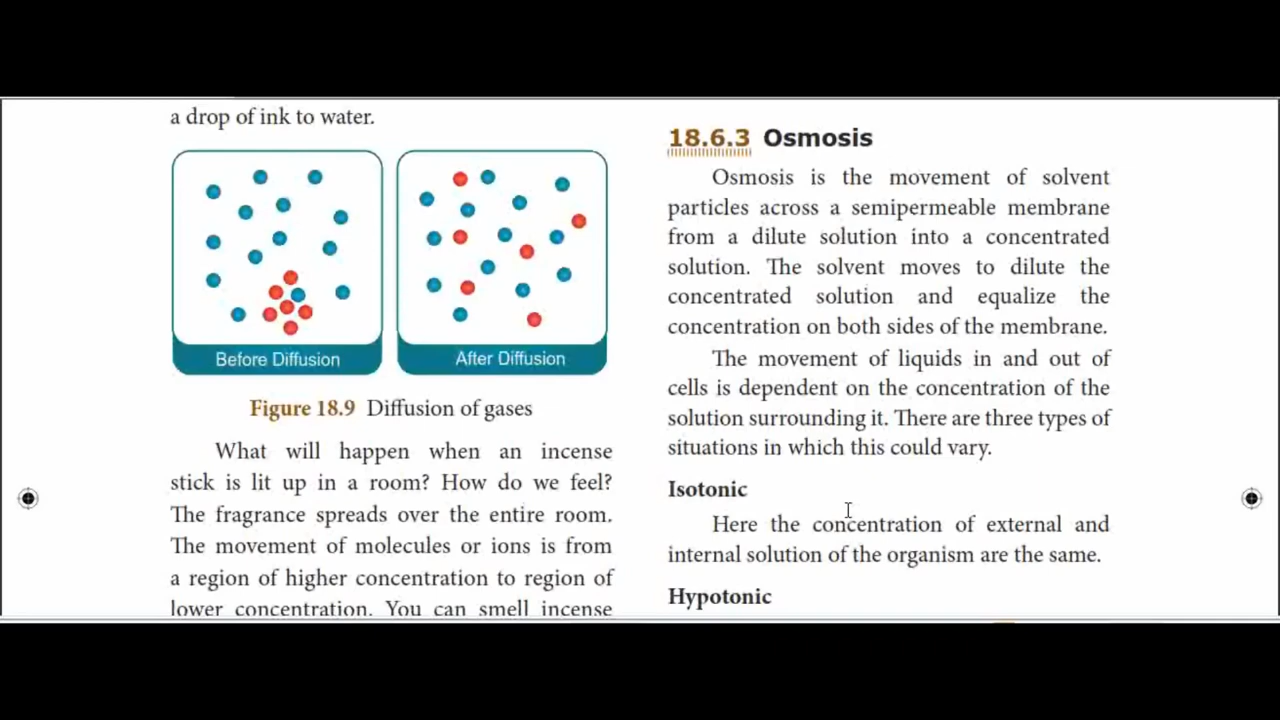 a drop of ink to water.
Before Diffusion
After Diffusion
Figure 18.9 Diffusion of gases
What will happen when an incense
stick is lit up in a room? How do we feel?
The fragrance spreads over the entire room.
The movement of molecules or ions is from
a region of higher concentration to region of
lower concentration. You can smell incense
18.6.3 Osmosis
Osmosis is the movement of solvent
particles across a semipermeable membrane
from a dilute solution into a concentrated
solution. The solvent moves to dilute the
concentrated solution and equalize the
concentration on both sides of the membrane.
The movement of liquids in and out of
cells is dependent on the concentration of the
solution surrounding it. There are three types of
situations in which this could vary.
Isotonic
Here the concentration of external and
internal solution of the organism are the same.
Hypotonic